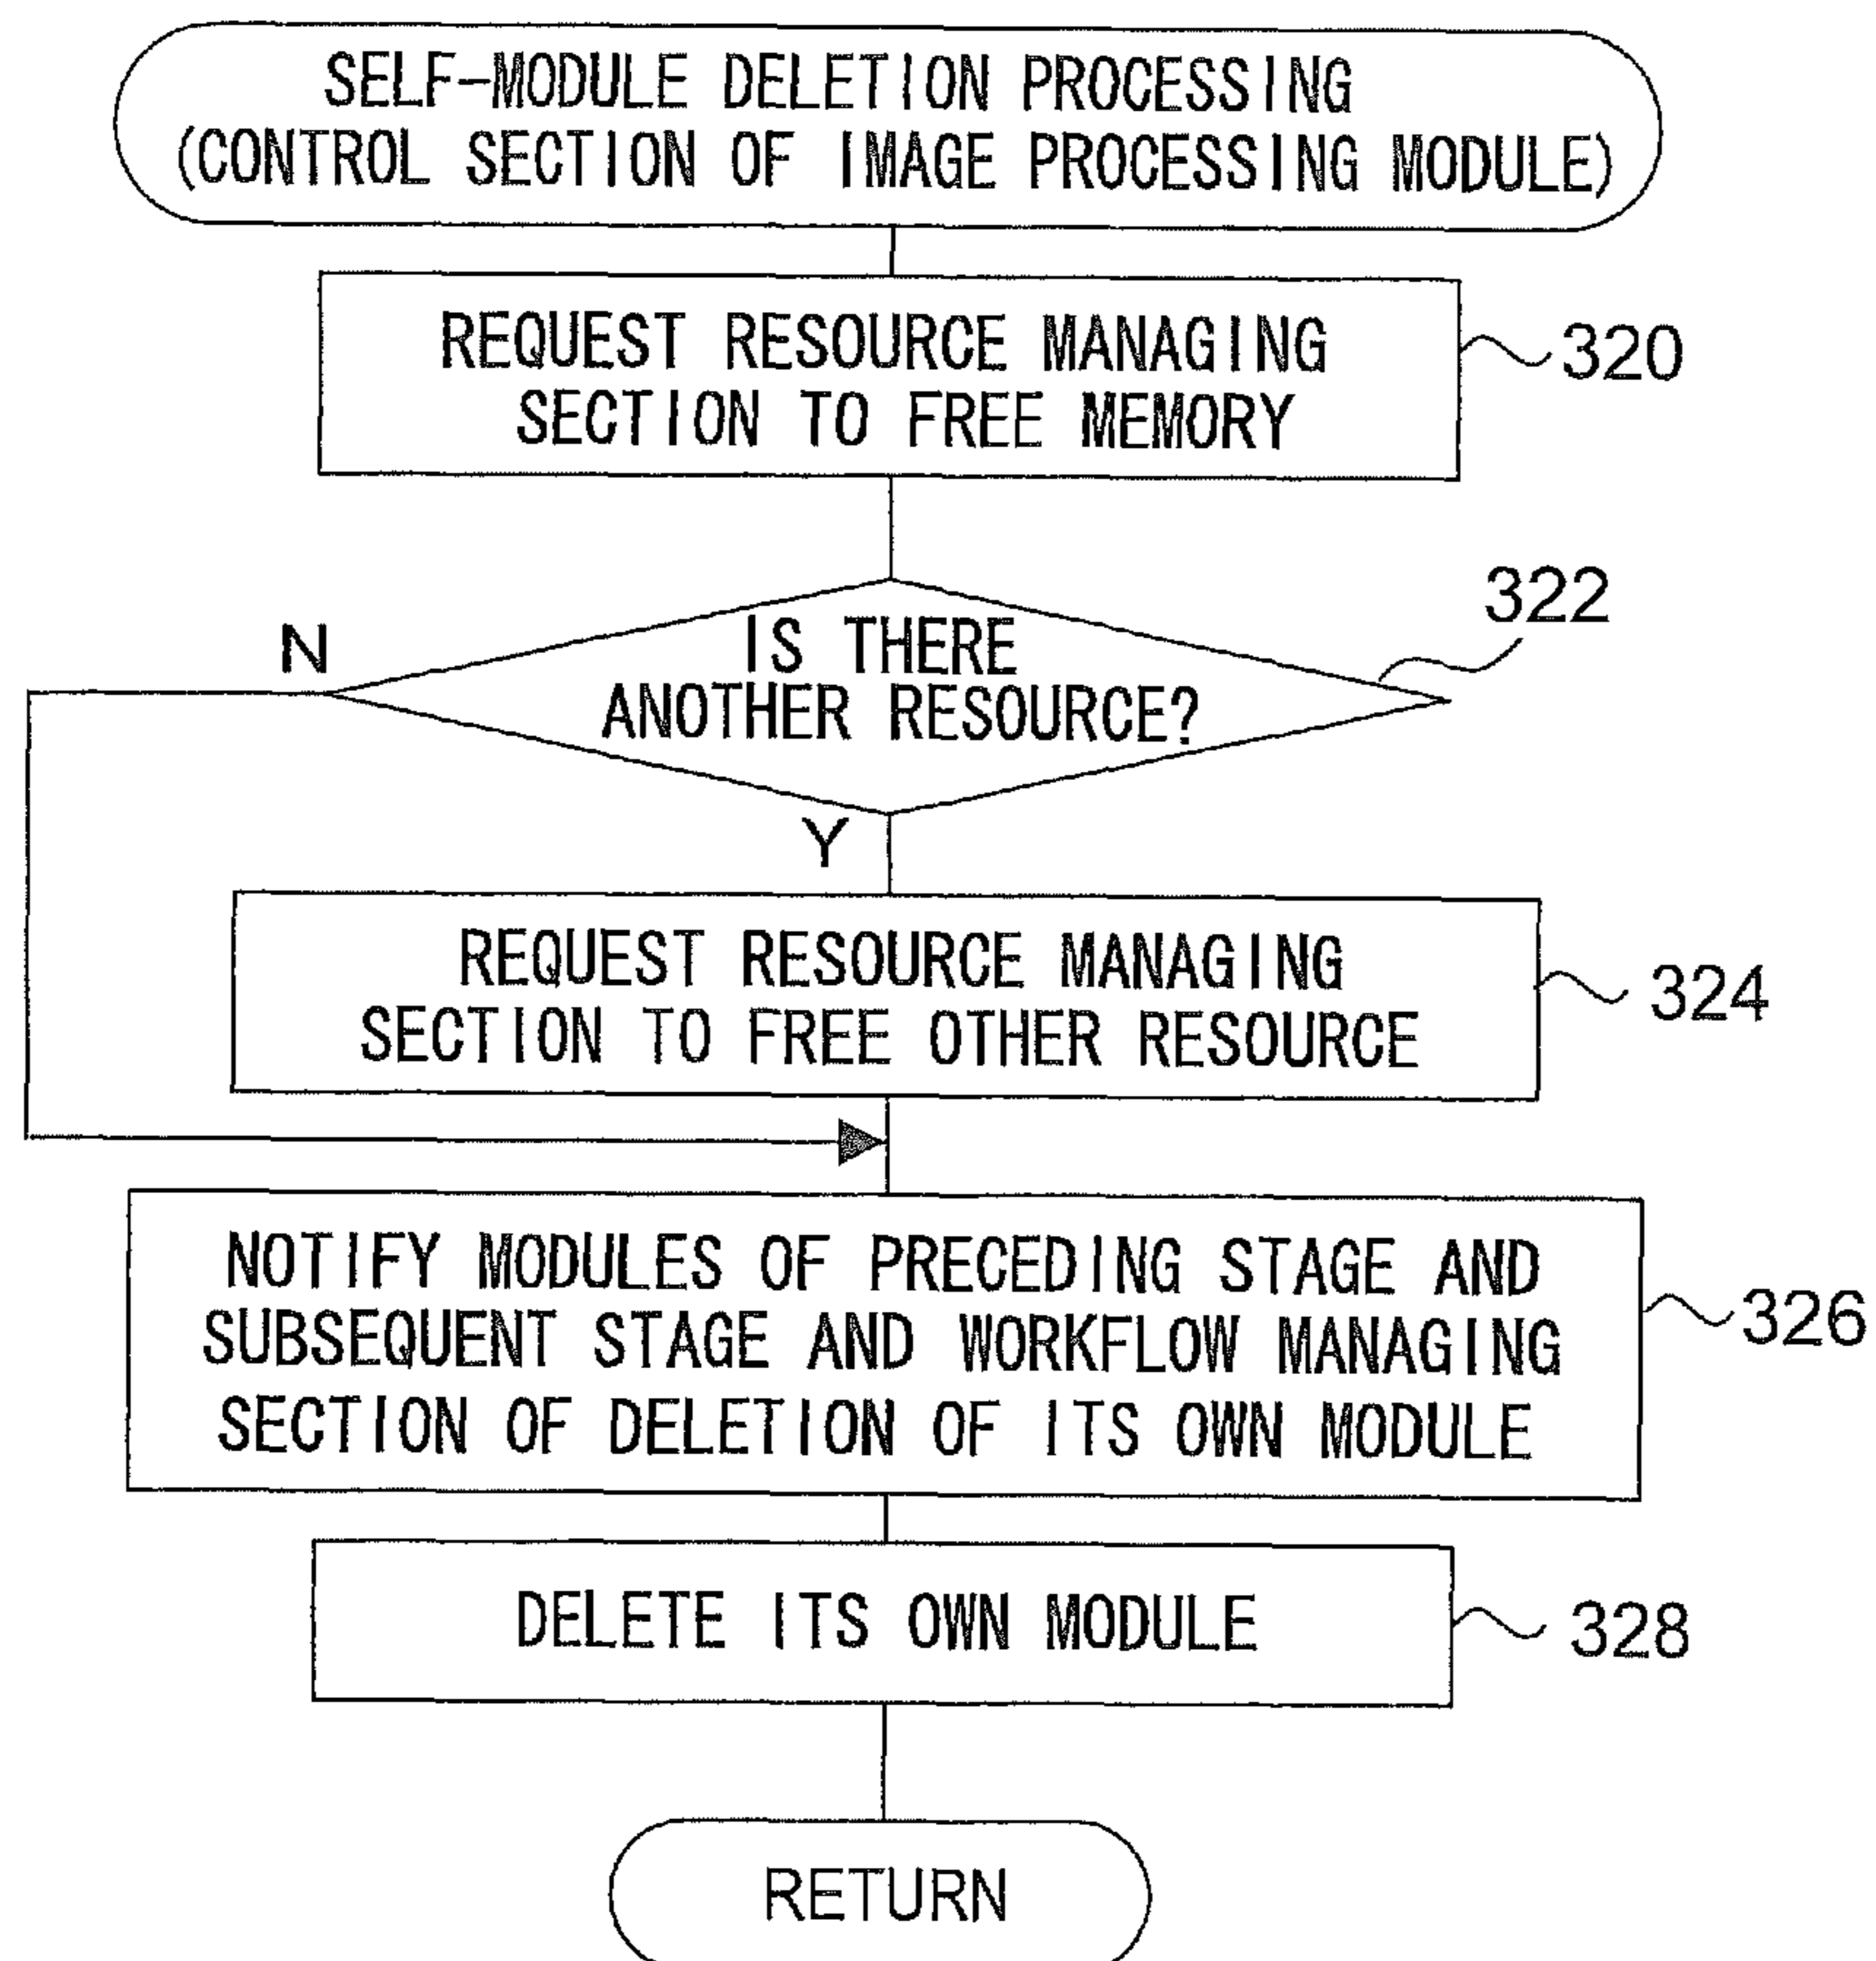 SELF-MODULE DELETION PROCESSING
(CONTROL SECTION OF IMAGE PROCESSING MODULE)
REQUEST RESOURCE MANAGING
SECTION TO FREE MEMORY
320
322
N
IS THERE
ANOTHER RESOURCE?
Y
REQUEST RESOURCE MANAGING
SECTION TO FREE OTHER RESOURCE
324
NOTIFY MODULES OF PRECEDING STAGE AND
SUBSEQUENT STAGE AND WORKFLOW MANAGING
SECTION OF DELETION OF ITS OWN MODULE
326
DELETE ITS OWN MODULE
328
RETURN